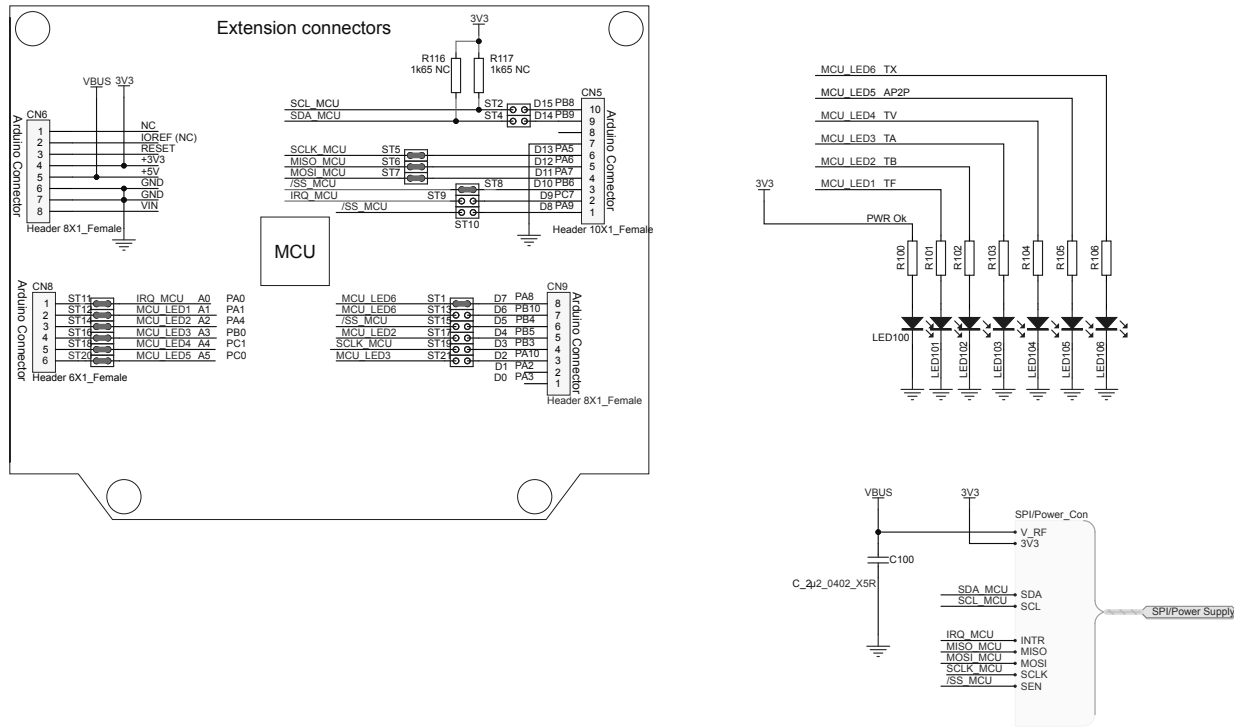 Extension connectors
3V3
R116
1k65 NC
R117
1k65 NC
VBUS 3V3
CN6
1
2
3
4
5
6
7
8
NC
IOREF (NC)
RESET
+3V3
+5V
GND
GND
VIN
Arduino Connector
Header 8X1_Female
CN5
SCL_MCU ST2 D15 PB8 10
SDA_MCU ST4 D14 PB9 9
8
7
SCLK_MCU ST5 D13 PA5 6
MISO_MCU ST6 D12 PA6 5
MOSI_MCU ST7 D11 PA7 4
/SS_MCU ST8 D10 PB6 3
IRQ_MCU ST9 D9 PC7 2
/SS_MCU ST10 D8 PA9 1
Arduino Connector
Header 10X1_Female
MCU
CN8
1 ST11 IRQ_MCU A0 PA0
2 ST12 MCU_LED1 A1 PA1
3 ST14 MCU_LED2 A2 PA4
4 ST16 MCU_LED3 A3 PB0
5 ST18 MCU_LED4 A4 PC1
6 ST20 MCU_LED5 A5 PC0
Arduino Connector
Header 6X1_Female
CN9
MCU_LED6 ST1 D7 PA8 8
MCU_LED6 ST13 D6 PB10 7
/SS_MCU ST15 D5 PB4 6
MCU_LED2 ST17 D4 PB5 5
SCLK_MCU ST19 D3 PB3 4
MCU_LED3 ST21 D2 PA10 3
D1 PA2 2
D0 PA3 1
Arduino Connector
Header 8X1_Female
MCU_LED6 TX
MCU_LED5 AP2P
MCU_LED4 TV
MCU_LED3 TA
MCU_LED2 TB
MCU_LED1 TF
3V3
PWR Ok
R100
R101
R102
R103
R104
R105
R106
LED100
LED101
LED102
LED103
LED104
LED105
LED106
VBUS
3V3
SPI/Power_Con
V_RF
3V3
C100
C_2µ2_0402_X5R
SDA_MCU SDA
SCL_MCU SCL
IRQ_MCU INTR
MISO_MCU MISO
MOSI_MCU MOSI
SCLK_MCU SCLK
/SS_MCU SEN
SPI/Power Supply